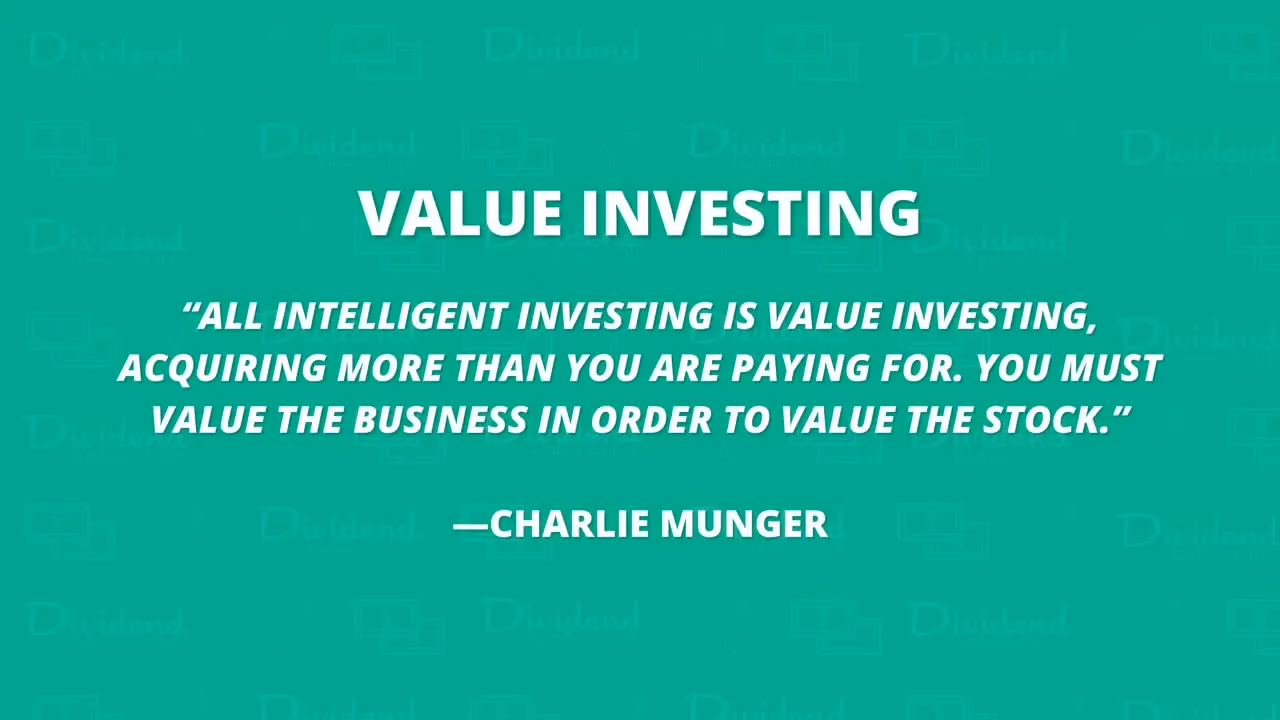 VALUE INVESTING
“ALL INTELLIGENT INVESTING IS VALUE INVESTING,
ACQUIRING MORE THAN YOU ARE PAYING FOR. YOU MUST
VALUE THE BUSINESS IN ORDER TO VALUE THE STOCK.”
—CHARLIE MUNGER